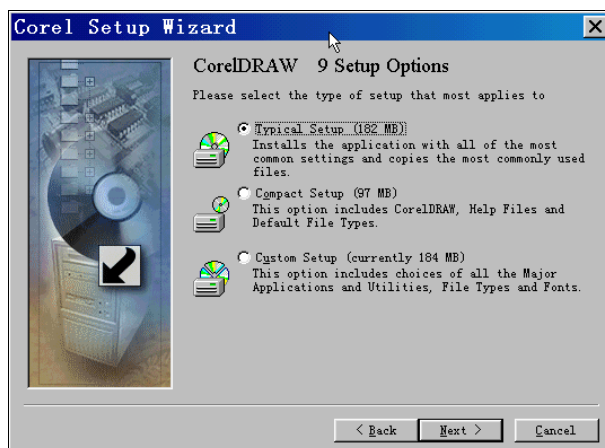 Corel Setup Wizard
CorelDRAW 9 Setup Options
Please select the type of setup that most applies to
Typical Setup (182 MB)
Installs the application with all of the most
common settings and copies the most commonly used
files.
Compact Setup (97 MB)
This option includes CorelDRAW, Help Files and
Default File Types.
Custom Setup (currently 184 MB)
This option includes choices of all the Major
Applications and Utilities, File Types and Fonts.
< Back Next > Cancel